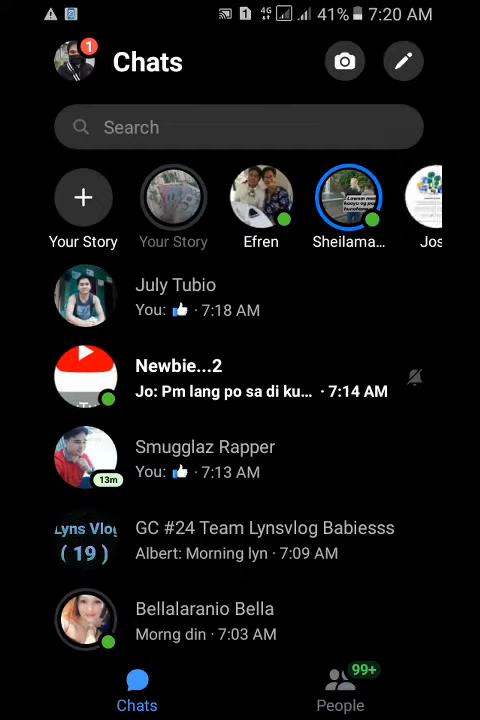 4G 41% 7:20 AM
1
Chats
Search
Your Story
Your Story
Efren
Sheilama...
Jos
July Tubio
You: 👍 · 7:18 AM
Newbie...2
Jo: Pm lang po sa di ku... · 7:14 AM
Smugglaz Rapper
You: 👍 · 7:13 AM
13m
Lyns Vlog
( 19 )
GC #24 Team Lynsvlog Babiesss
Albert: Morning lyn · 7:09 AM
Bellalaranio Bella
Morng din · 7:03 AM
99+
Chats
People